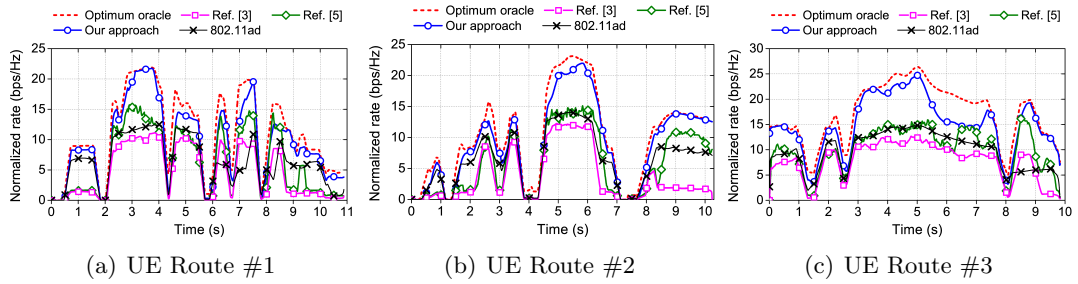 Optimum oracle Ref. [3] Ref. [5]
Our approach 802.11ad
Normalized rate (bps/Hz)
25
20
15
10
5
0
0 1 2 3 4 5 6 7 8 9 10 11
Time (s)
(a) UE Route #1
Optimum oracle Ref. [3] Ref. [5]
Our approach 802.11ad
Normalized rate (bps/Hz)
25
20
15
10
5
0
0 1 2 3 4 5 6 7 8 9 10
Time (s)
(b) UE Route #2
Optimum oracle Ref. [3] Ref. [5]
Our approach 802.11ad
Normalized rate (bps/Hz)
30
25
20
15
10
5
0
0 1 2 3 4 5 6 7 8 9 10
Time (s)
(c) UE Route #3